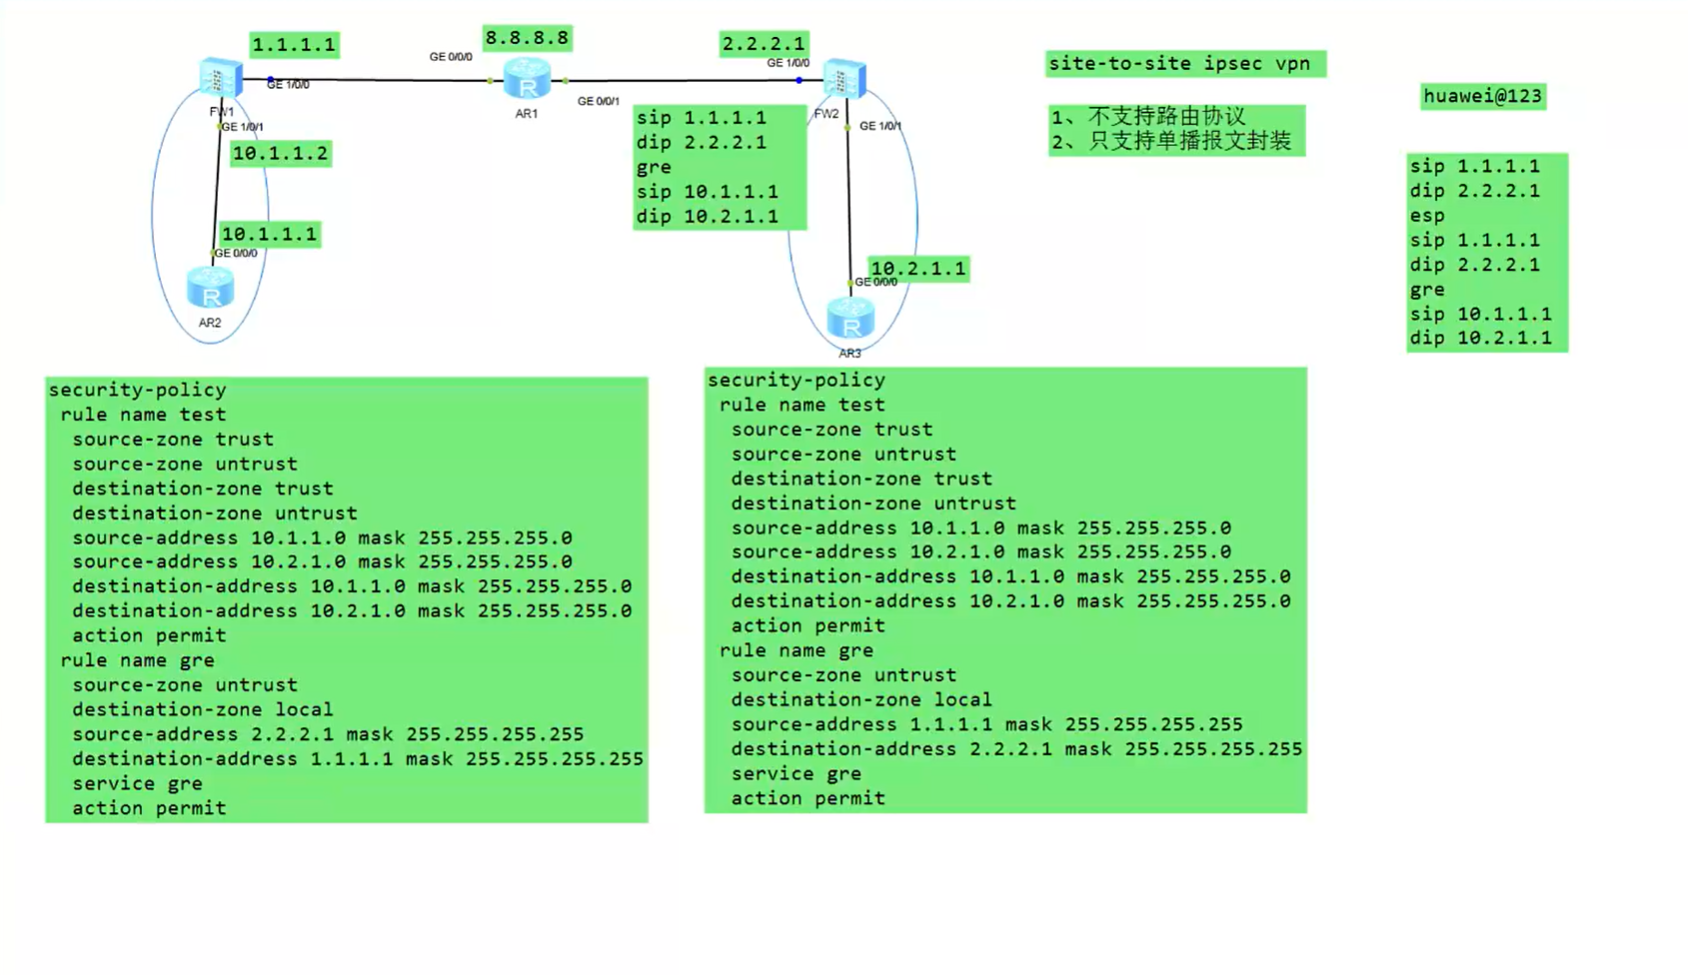 1.1.1.1
GE 1/0/0
FW1
GE 1/0/1
10.1.1.2
10.1.1.1
GE 0/0/0
AR2
GE 0/0/0
8.8.8.8
AR1
GE 0/0/1
2.2.2.1
GE 1/0/0
FW2
GE 1/0/1
sip 1.1.1.1
dip 2.2.2.1
gre
sip 10.1.1.1
dip 10.2.1.1
10.2.1.1
GE 0/0/0
AR3
site-to-site ipsec vpn
1、不支持路由协议
2、只支持单播报文封装
huawei@123
sip 1.1.1.1
dip 2.2.2.1
esp
sip 1.1.1.1
dip 2.2.2.1
gre
sip 10.1.1.1
dip 10.2.1.1
security-policy
rule name test
source-zone trust
source-zone untrust
destination-zone trust
destination-zone untrust
source-address 10.1.1.0 mask 255.255.255.0
source-address 10.2.1.0 mask 255.255.255.0
destination-address 10.1.1.0 mask 255.255.255.0
destination-address 10.2.1.0 mask 255.255.255.0
action permit
rule name gre
source-zone untrust
destination-zone local
source-address 2.2.2.1 mask 255.255.255.255
destination-address 1.1.1.1 mask 255.255.255.255
service gre
action permit
security-policy
rule name test
source-zone trust
source-zone untrust
destination-zone trust
destination-zone untrust
source-address 10.1.1.0 mask 255.255.255.0
source-address 10.2.1.0 mask 255.255.255.0
destination-address 10.1.1.0 mask 255.255.255.0
destination-address 10.2.1.0 mask 255.255.255.0
action permit
rule name gre
source-zone untrust
destination-zone local
source-address 1.1.1.1 mask 255.255.255.255
destination-address 2.2.2.1 mask 255.255.255.255
service gre
action permit